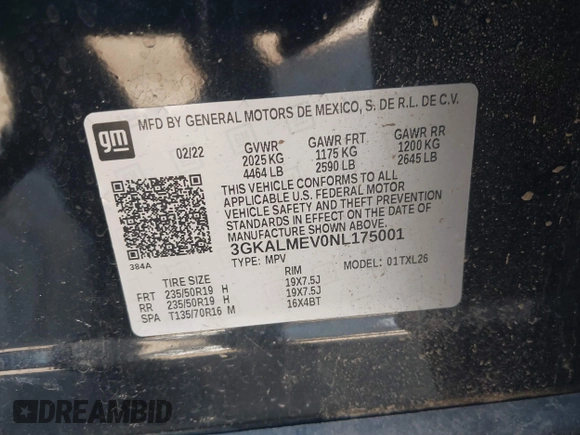 gm
MFD BY GENERAL MOTORS DE MEXICO, S. DE R.L. DE C.V.
02/22 GVWR GAWR FRT GAWR RR
2025 KG 1175 KG 1200 KG
4464 LB 2590 LB 2645 LB
THIS VEHICLE CONFORMS TO ALL
APPLICABLE U.S. FEDERAL MOTOR
VEHICLE SAFETY AND THEFT PREVENTION
STANDARDS IN EFFECT ON THE DATE OF
MANUFACTURE SHOWN ABOVE.
3GKALMEV0NL175001
384A
TYPE: MPV MODEL: 01TXL26
TIRE SIZE RIM
FRT 235/50R19 H 19X7.5J
RR 235/50R19 H 19X7.5J
SPA T135/70R16 M 16X4BT
DREAMBID